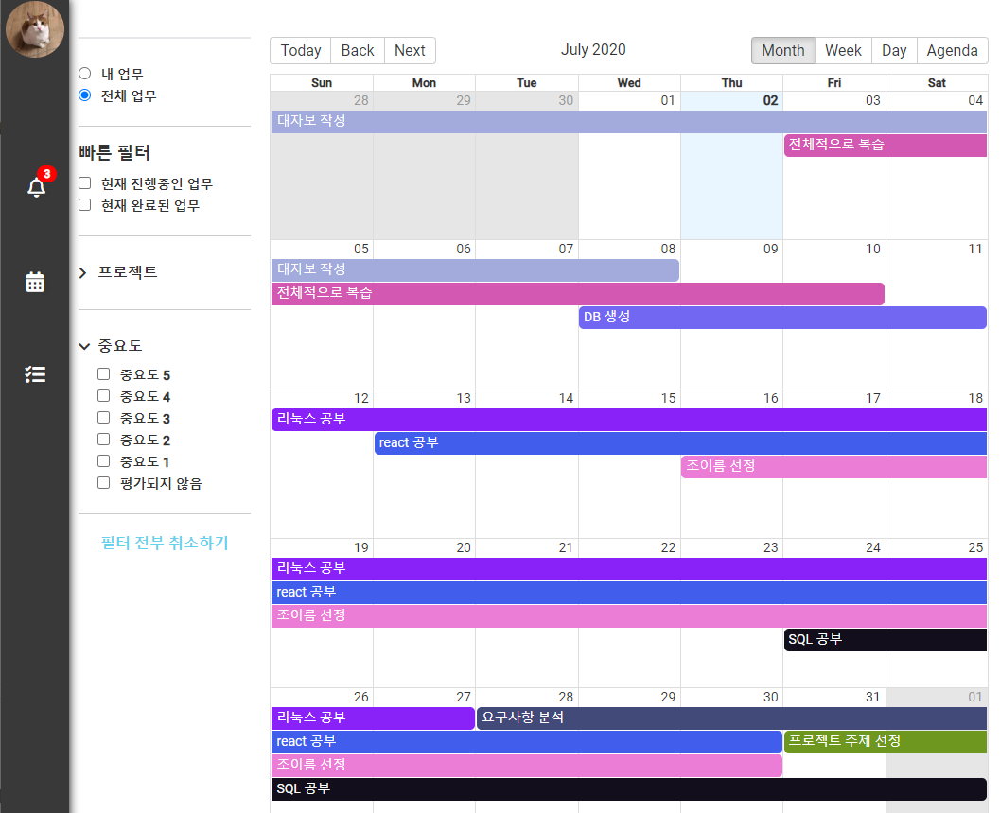 3
내 업무
전체 업무
빠른 필터
현재 진행중인 업무
현재 완료된 업무
프로젝트
중요도
중요도 5
중요도 4
중요도 3
중요도 2
중요도 1
평가되지 않음
필터 전부 취소하기
Today Back Next July 2020 Month Week Day Agenda
Sun Mon Tue Wed Thu Fri Sat
28 29 30 01 02 03 04
대자보 작성
전체적으로 복습
05 06 07 08 09 10 11
대자보 작성
전체적으로 복습
DB 생성
12 13 14 15 16 17 18
리눅스 공부
react 공부
조이름 선정
19 20 21 22 23 24 25
리눅스 공부
react 공부
조이름 선정
SQL 공부
26 27 28 29 30 31 01
리눅스 공부 요구사항 분석
react 공부 프로젝트 주제 선정
조이름 선정
SQL 공부